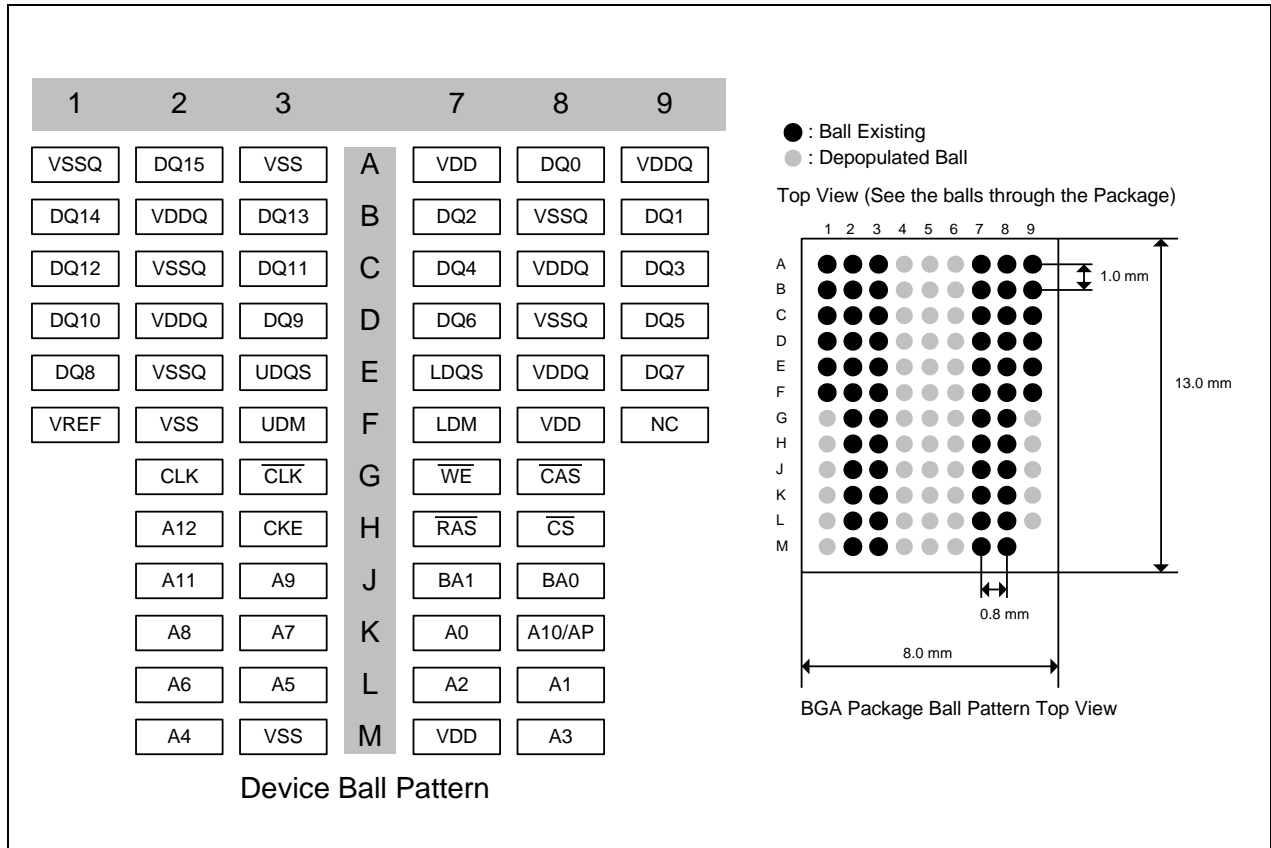 1 2 3 7 8 9
VSSQ DQ15 VSS A VDD DQ0 VDDQ
DQ14 VDDQ DQ13 B DQ2 VSSQ DQ1
DQ12 VSSQ DQ11 C DQ4 VDDQ DQ3
DQ10 VDDQ DQ9 D DQ6 VSSQ DQ5
DQ8 VSSQ UDQS E LDQS VDDQ DQ7
VREF VSS UDM F LDM VDD NC
CLK C̅L̅K̅ G W̅E̅ C̅A̅S̅
A12 CKE H R̅A̅S̅ C̅S̅
A11 A9 J BA1 BA0
A8 A7 K A0 A10/AP
A6 A5 L A2 A1
A4 VSS M VDD A3
Device Ball Pattern
: Ball Existing
: Depopulated Ball
Top View (See the balls through the Package)
1 2 3 4 5 6 7 8 9
A
B
C
D
E
F
G
H
J
K
L
M
1.0 mm
13.0 mm
0.8 mm
8.0 mm
BGA Package Ball Pattern Top View